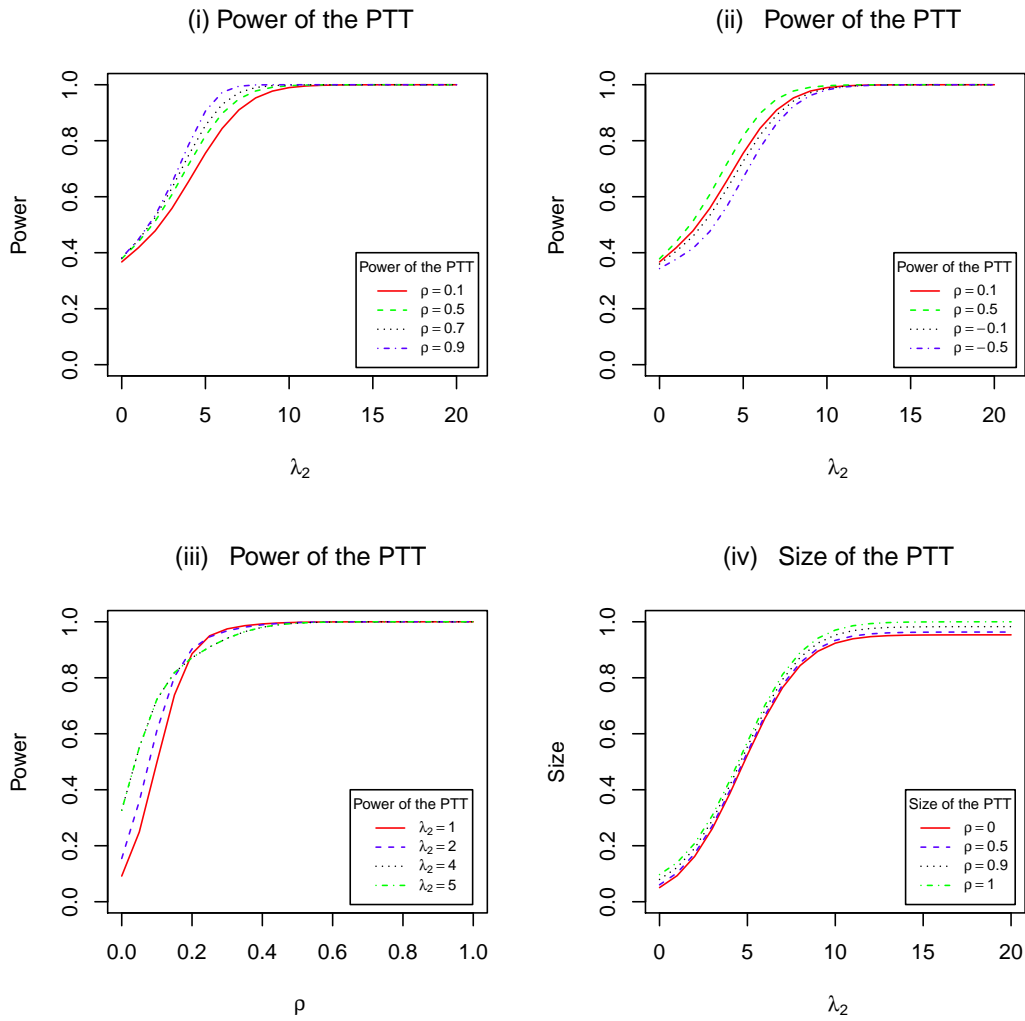 (i) Power of the PTT
Power
0.0 0.2 0.4 0.6 0.8 1.0
0 5 10 15 20
λ2
Power of the PTT
ρ = 0.1
ρ = 0.5
ρ = 0.7
ρ = 0.9
(ii) Power of the PTT
Power
0.0 0.2 0.4 0.6 0.8 1.0
0 5 10 15 20
λ2
Power of the PTT
ρ = 0.1
ρ = 0.5
ρ = −0.1
ρ = −0.5
(iii) Power of the PTT
Power
0.0 0.2 0.4 0.6 0.8 1.0
0.0 0.2 0.4 0.6 0.8 1.0
ρ
Power of the PTT
λ2 = 1
λ2 = 2
λ2 = 4
λ2 = 5
(iv) Size of the PTT
Size
0.0 0.2 0.4 0.6 0.8 1.0
0 5 10 15 20
λ2
Size of the PTT
ρ = 0
ρ = 0.5
ρ = 0.9
ρ = 1